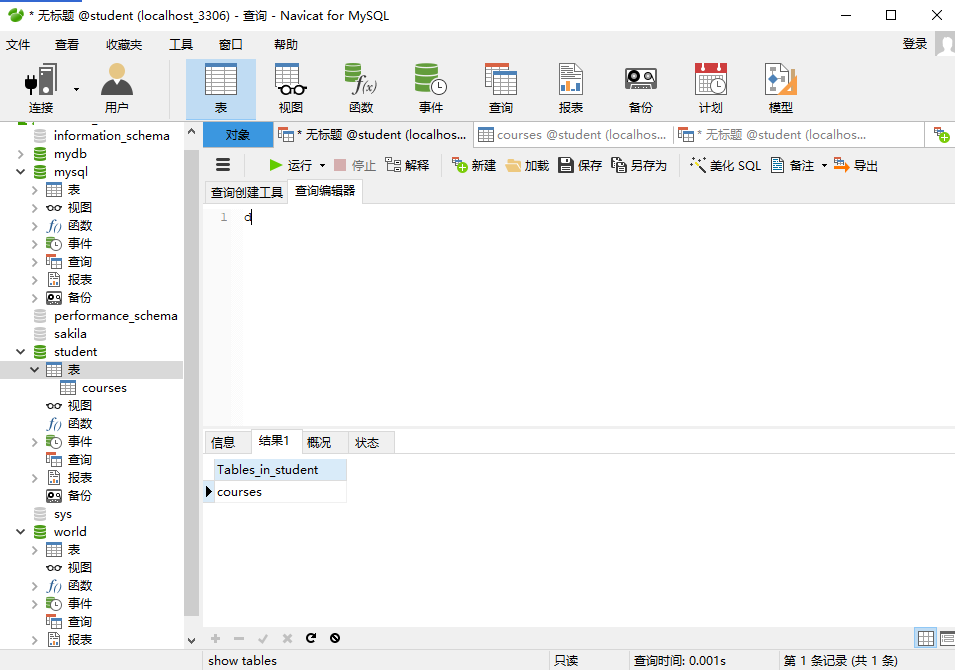 * 无标题 @student (localhost_3306) - 查询 - Navicat for MySQL
文件 查看 收藏夹 工具 窗口 帮助 登录
连接 用户 表 视图 函数 事件 查询 报表 备份 计划 模型
information_schema
mydb
mysql
表
视图
函数
事件
查询
报表
备份
performance_schema
sakila
student
表
courses
视图
函数
事件
查询
报表
备份
sys
world
表
视图
函数
事件
查询
报表
对象 * 无标题 @student (localhos... courses @student (localhos... * 无标题 @student (localhos...
运行 停止 解释 新建 加载 保存 另存为 美化 SQL 备注 导出
查询创建工具 查询编辑器
1 d
信息 结果1 概况 状态
Tables_in_student
courses
show tables 只读 查询时间: 0.001s 第 1 条记录 (共 1 条)